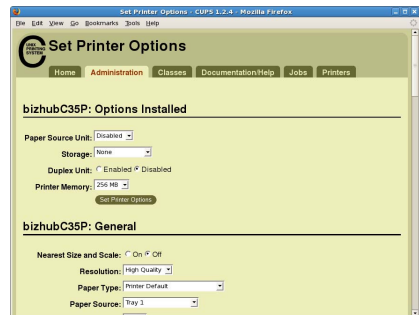 Set Printer Options - CUPS 1.2.4 - Mozilla Firefox
File Edit View Go Bookmarks Tools Help
UNIX PRINTING SYSTEM
Set Printer Options
Home Administration Classes Documentation/Help Jobs Printers
bizhubC35P: Options Installed
Paper Source Unit: Disabled
Storage: None
Duplex Unit: Enabled Disabled
Printer Memory: 256 MB
Set Printer Options
bizhubC35P: General
Nearest Size and Scale: On Off
Resolution: High Quality
Paper Type: Printer Default
Paper Source: Tray 1